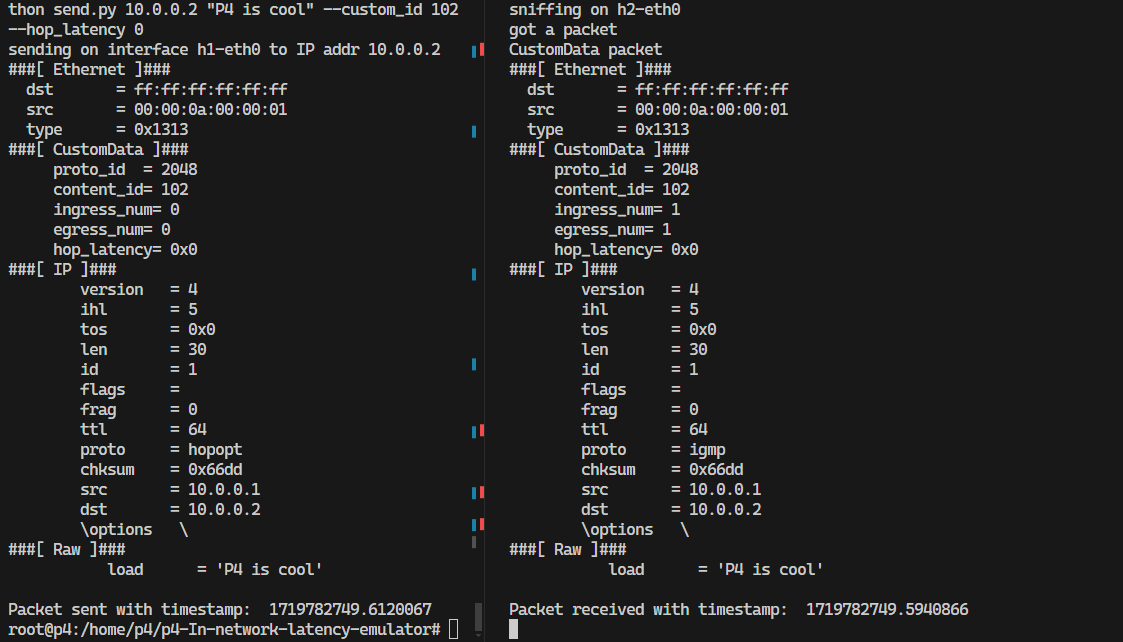 thon send.py 10.0.0.2 "P4 is cool" --custom_id 102
--hop_latency 0
sending on interface h1-eth0 to IP addr 10.0.0.2
###[ Ethernet ]###
  dst       = ff:ff:ff:ff:ff:ff
  src       = 00:00:0a:00:00:01
  type      = 0x1313
###[ CustomData ]###
     proto_id  = 2048
     content_id= 102
     ingress_num= 0
     egress_num= 0
     hop_latency= 0x0
###[ IP ]###
        version   = 4
        ihl       = 5
        tos       = 0x0
        len       = 30
        id        = 1
        flags     =
        frag      = 0
        ttl       = 64
        proto     = hopopt
        chksum    = 0x66dd
        src       = 10.0.0.1
        dst       = 10.0.0.2
        \options   \
###[ Raw ]###
           load      = 'P4 is cool'

Packet sent with timestamp:  1719782749.6120067
root@p4:/home/p4/p4-In-network-latency-emulator#
sniffing on h2-eth0
got a packet
CustomData packet
###[ Ethernet ]###
  dst       = ff:ff:ff:ff:ff:ff
  src       = 00:00:0a:00:00:01
  type      = 0x1313
###[ CustomData ]###
     proto_id  = 2048
     content_id= 102
     ingress_num= 1
     egress_num= 1
     hop_latency= 0x0
###[ IP ]###
        version   = 4
        ihl       = 5
        tos       = 0x0
        len       = 30
        id        = 1
        flags     =
        frag      = 0
        ttl       = 64
        proto     = igmp
        chksum    = 0x66dd
        src       = 10.0.0.1
        dst       = 10.0.0.2
        \options   \
###[ Raw ]###
           load      = 'P4 is cool'

Packet received with timestamp:  1719782749.5940866